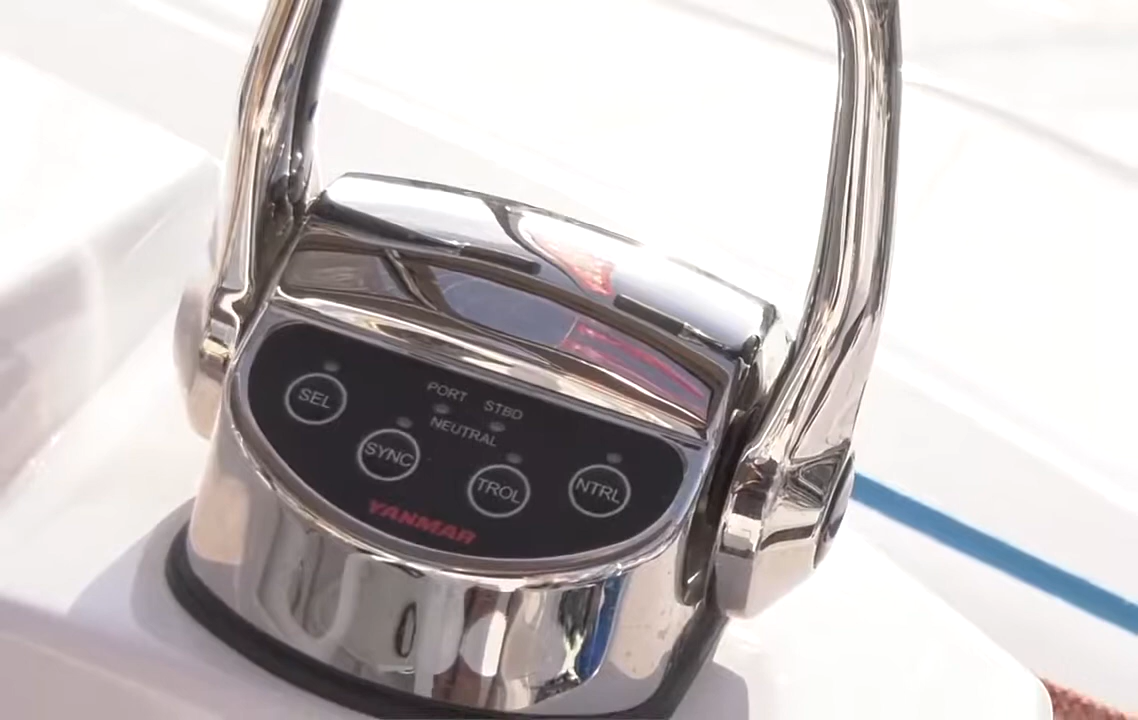 SEL
PORT STBD
NEUTRAL
SYNC
TROL
NTRL
YANMAR